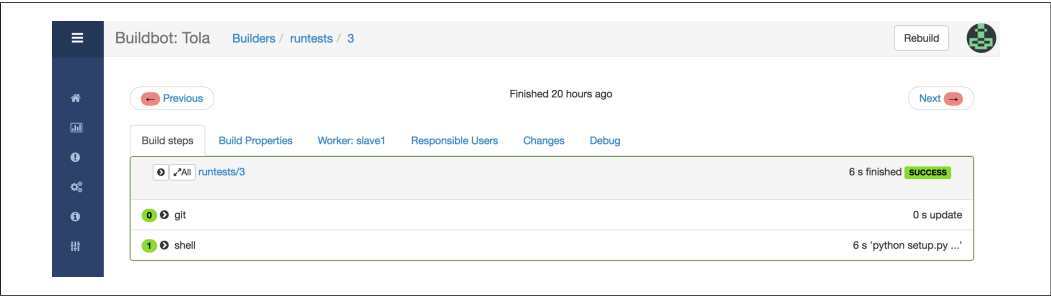 Buildbot: Tola Builders / runtests / 3 Rebuild
← Previous Finished 20 hours ago Next →
Build steps Build Properties Worker: slave1 Responsible Users Changes Debug
All runtests/3 6 s finished SUCCESS
0 git 0 s update
1 shell 6 s 'python setup.py ...'